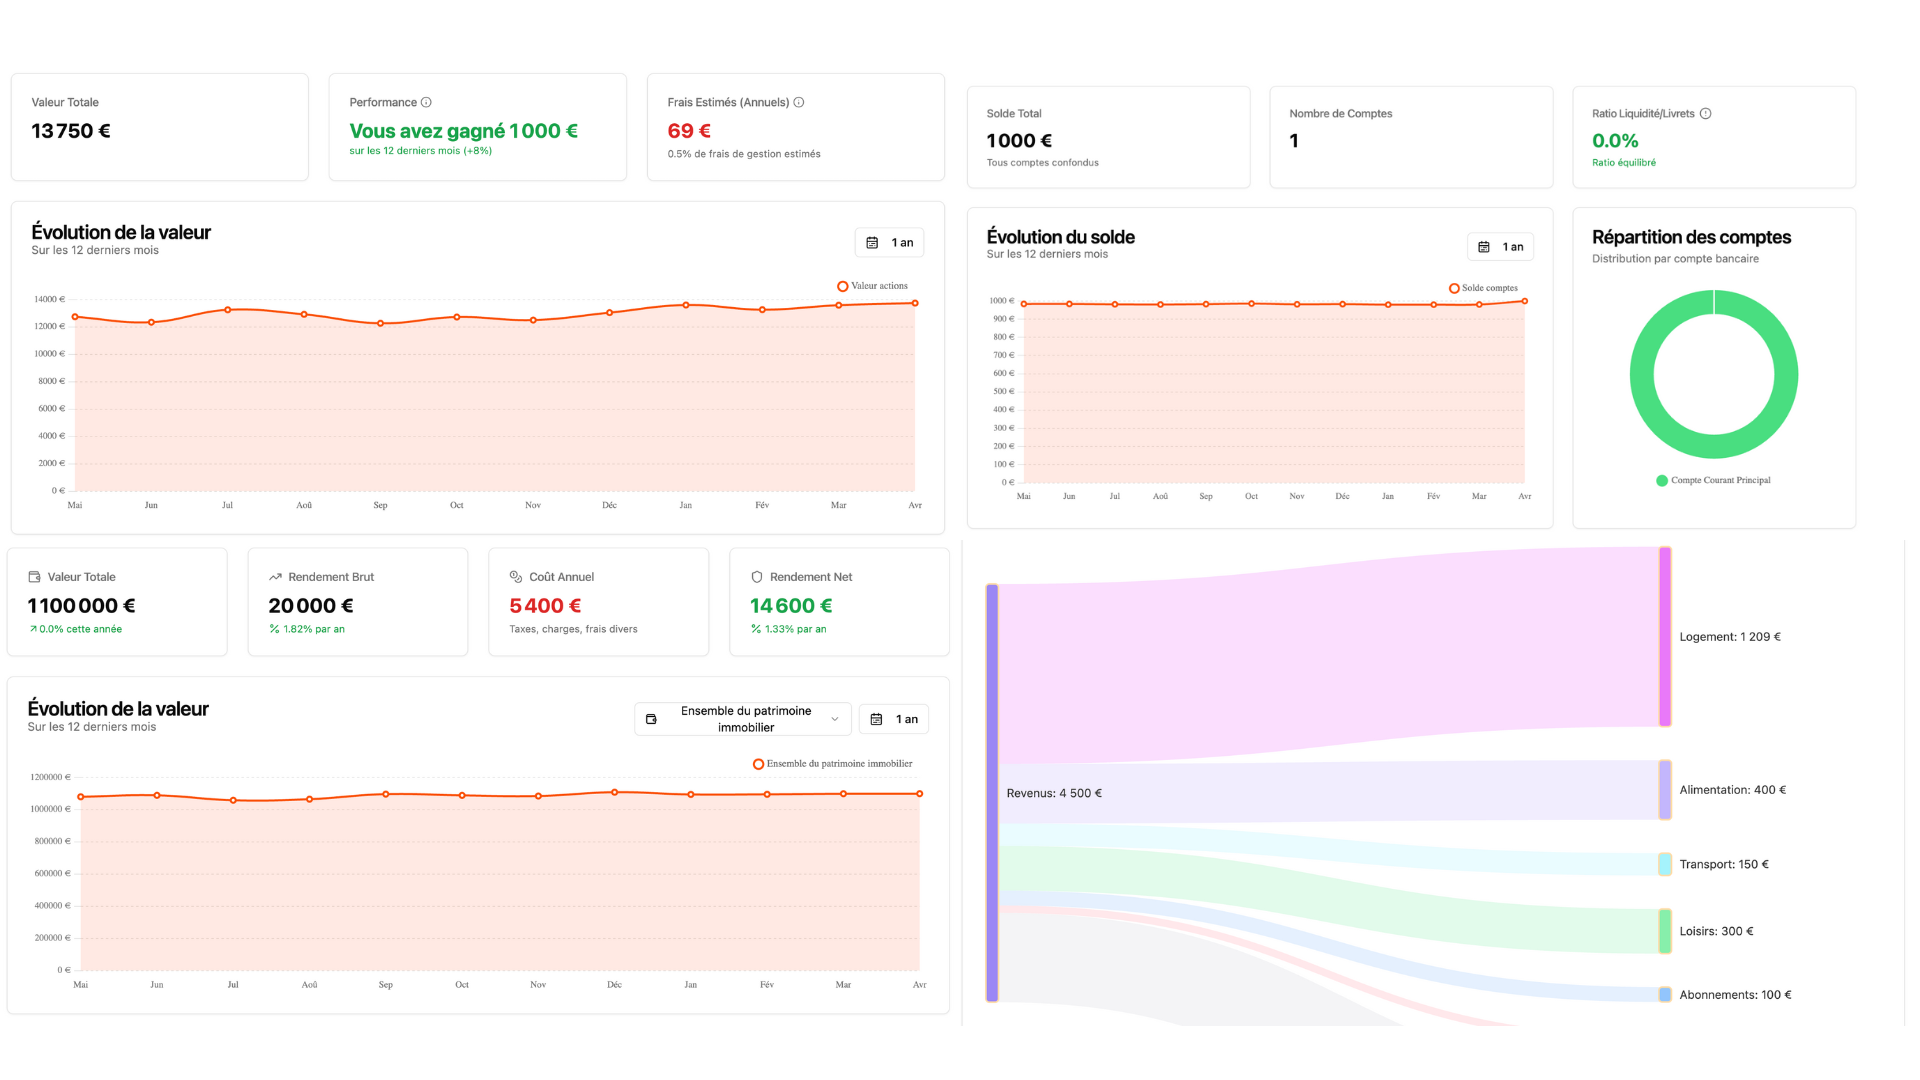 Valeur Totale
13 750 €
Performance
Vous avez gagné 1 000 €
sur les 12 derniers mois (+8%)
Frais Estimés (Annuels)
69 €
0.5% de frais de gestion estimés
Évolution de la valeur
Sur les 12 derniers mois
1 an
Valeur actions
14000 €
12000 €
10000 €
8000 €
6000 €
4000 €
2000 €
0 €
Mai Jun Jul Aoû Sep Oct Nov Déc Jan Fév Mar Avr
Solde Total
1 000 €
Tous comptes confondus
Nombre de Comptes
1
Ratio Liquidité/Livrets
0.0%
Ratio équilibré
Évolution du solde
Sur les 12 derniers mois
1 an
Solde comptes
1000 €
900 €
800 €
700 €
600 €
500 €
400 €
300 €
200 €
100 €
0 €
Mai Jun Jul Aoû Sep Oct Nov Déc Jan Fév Mar Avr
Répartition des comptes
Distribution par compte bancaire
Compte Courant Principal
Valeur Totale
1 100 000 €
0.0% cette année
Rendement Brut
20 000 €
% 1.82% par an
Coût Annuel
5 400 €
Taxes, charges, frais divers
Rendement Net
14 600 €
% 1.33% par an
Évolution de la valeur
Sur les 12 derniers mois
Ensemble du patrimoine
immobilier
1 an
Ensemble du patrimoine immobilier
1200000 €
1000000 €
800000 €
600000 €
400000 €
200000 €
0 €
Mai Jun Jul Aoû Sep Oct Nov Déc Jan Fév Mar Avr
Revenus: 4 500 €
Logement: 1 209 €
Alimentation: 400 €
Transport: 150 €
Loisirs: 300 €
Abonnements: 100 €